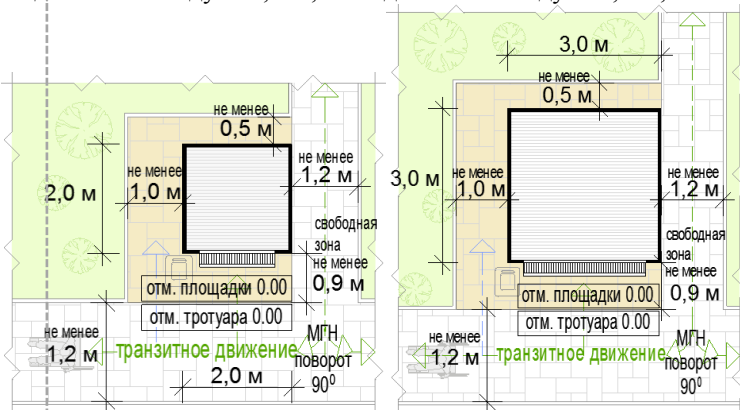 не менее
0,5 м
2,0 м
не менее
1,0 м
не менее
1,2 м
свободная
зона
не менее
0,9 м
отм. площадки 0.00
отм. тротуара 0.00
не менее
1,2 м
транзитное движение
МГН
поворот
90⁰
2,0 м
3,0 м
не менее
0,5 м
3,0 м
не менее
1,0 м
не менее
1,2 м
свободная
зона
не менее
0,9 м
отм. площадки 0.00
отм. тротуара 0.00
не менее
1,2 м
транзитное движение
МГН
поворот
90⁰